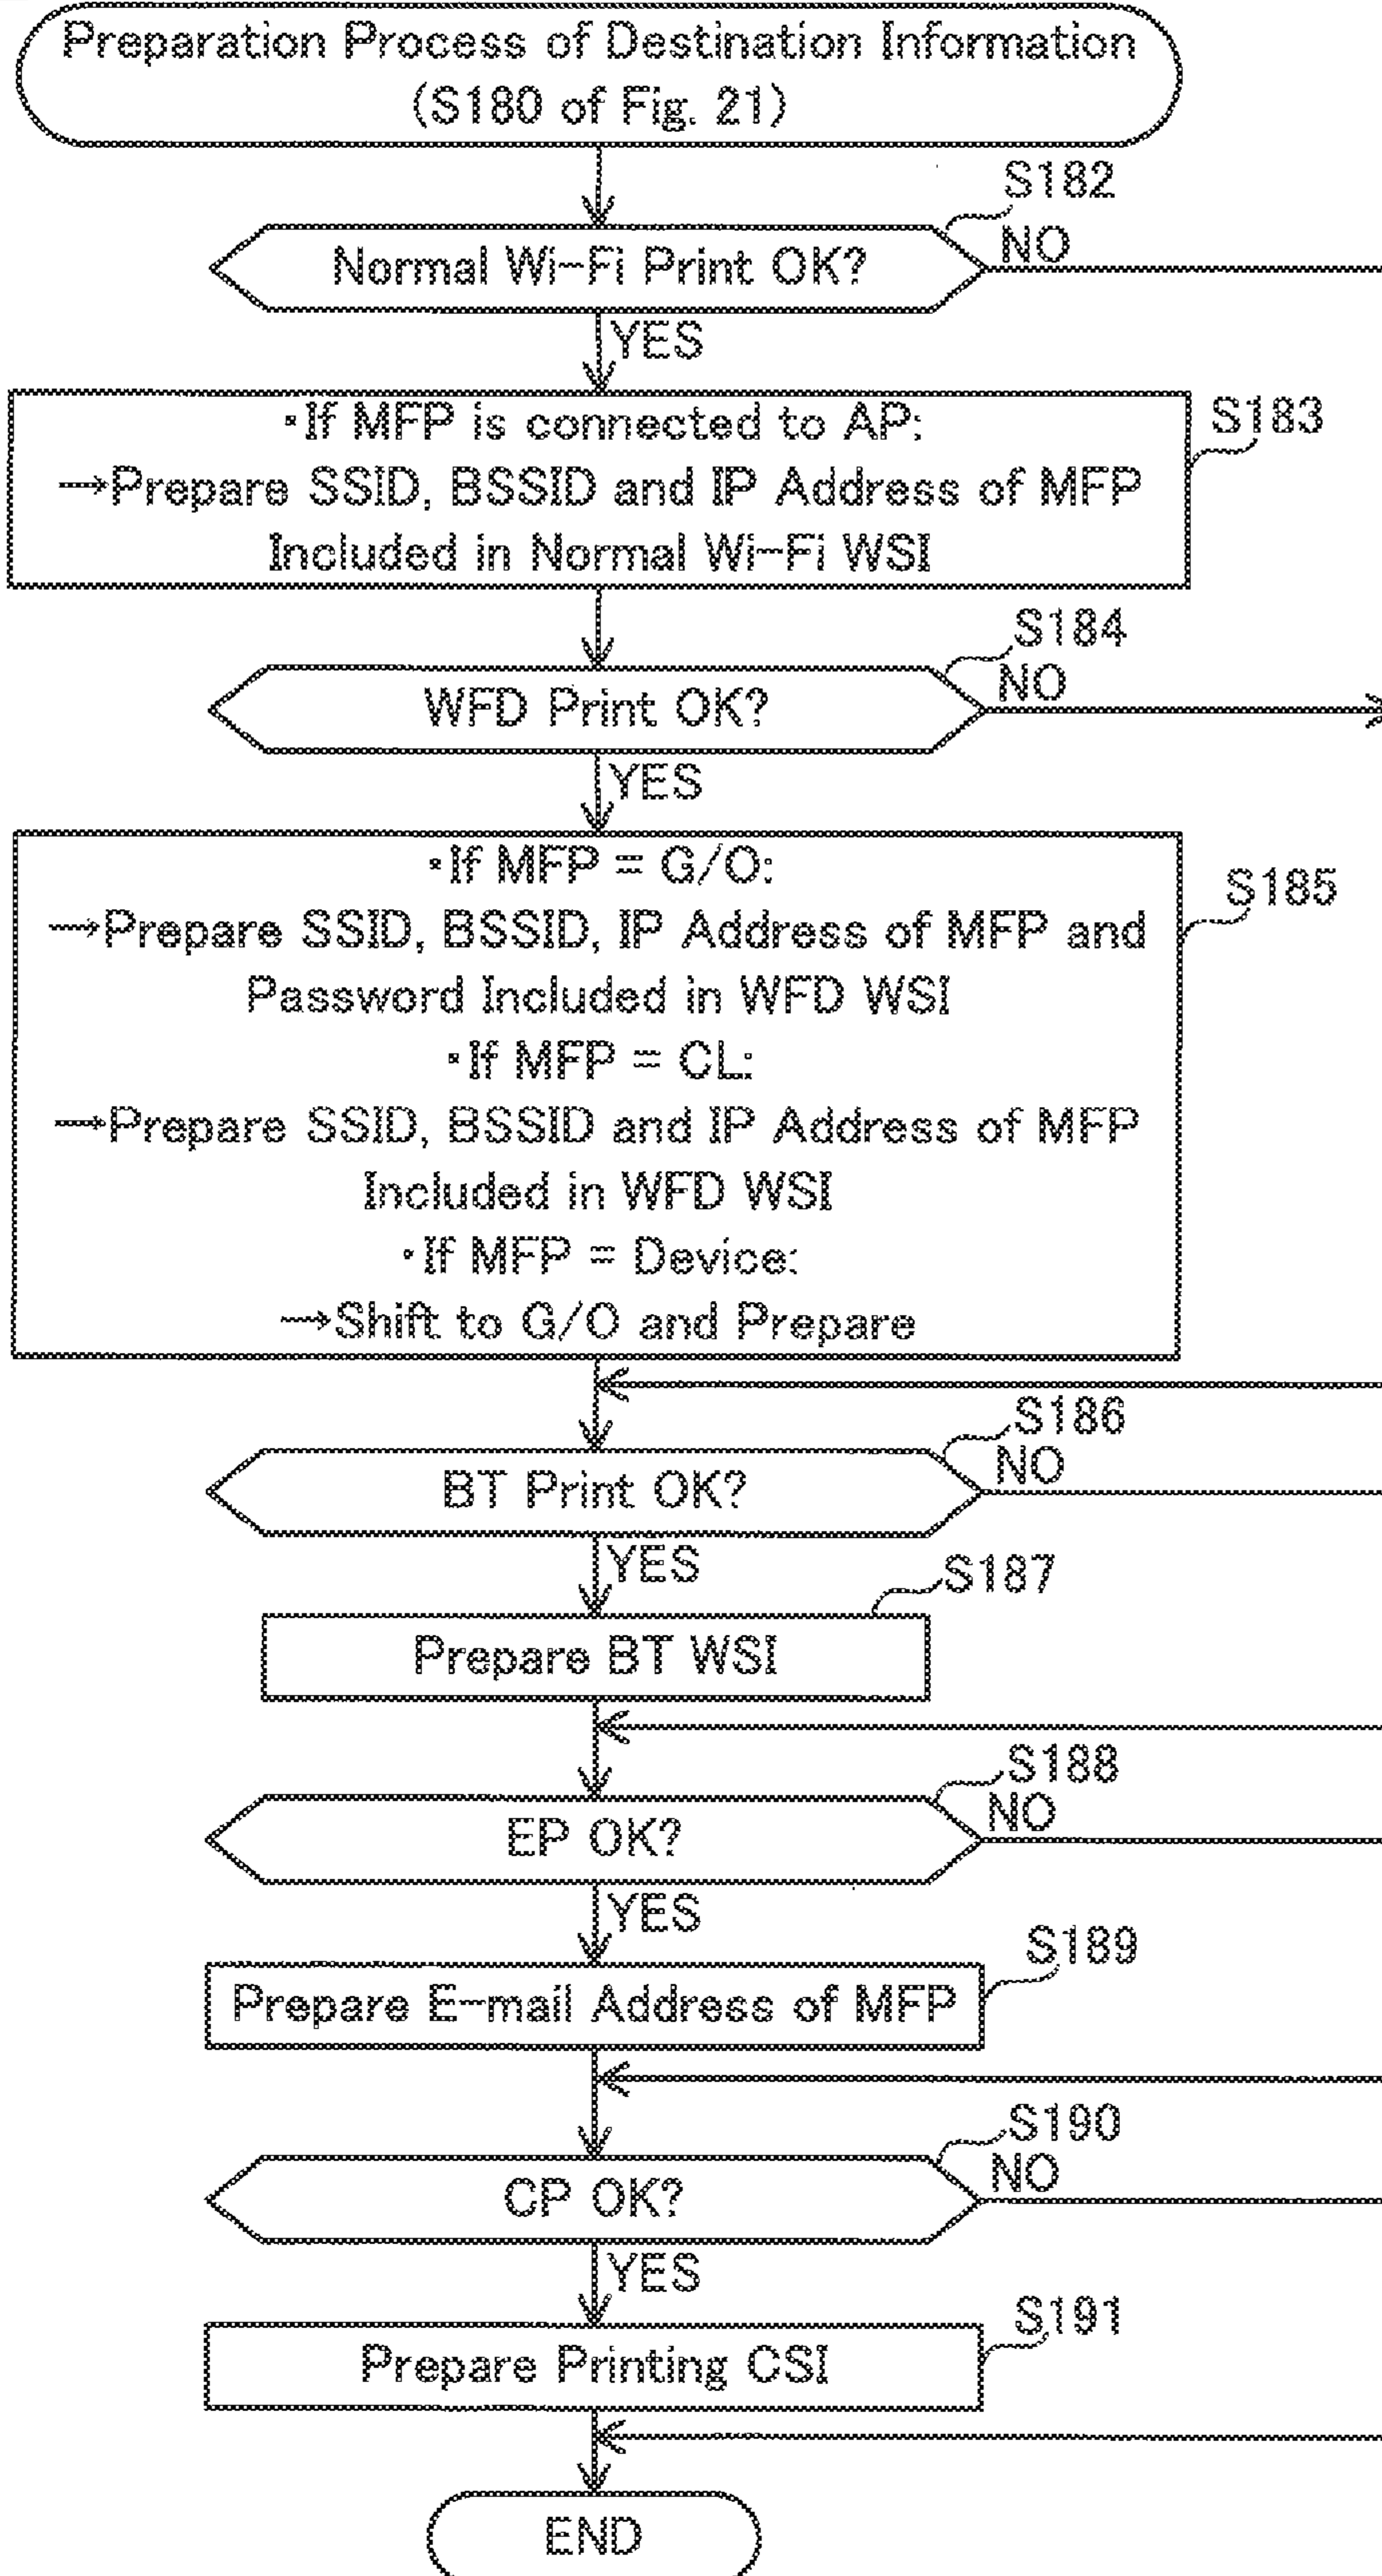 Preparation Process of Destination Information
(S180 of Fig. 21)
S182
Normal Wi-Fi Print OK?
NO
YES
S183
・If MFP is connected to AP:
→Prepare SSID, BSSID and IP Address of MFP
Included in Normal Wi-Fi WSI
S184
WFD Print OK?
NO
YES
S185
・If MFP = G/O:
→Prepare SSID, BSSID, IP Address of MFP and
Password Included in WFD WSI
・If MFP = CL:
→Prepare SSID, BSSID and IP Address of MFP
Included in WFD WSI
・If MFP = Device:
→Shift to G/O and Prepare
S186
BT Print OK?
NO
YES
S187
Prepare BT WSI
S188
EP OK?
NO
YES
S189
Prepare E-mail Address of MFP
S190
CP OK?
NO
YES
S191
Prepare Printing CSI
END